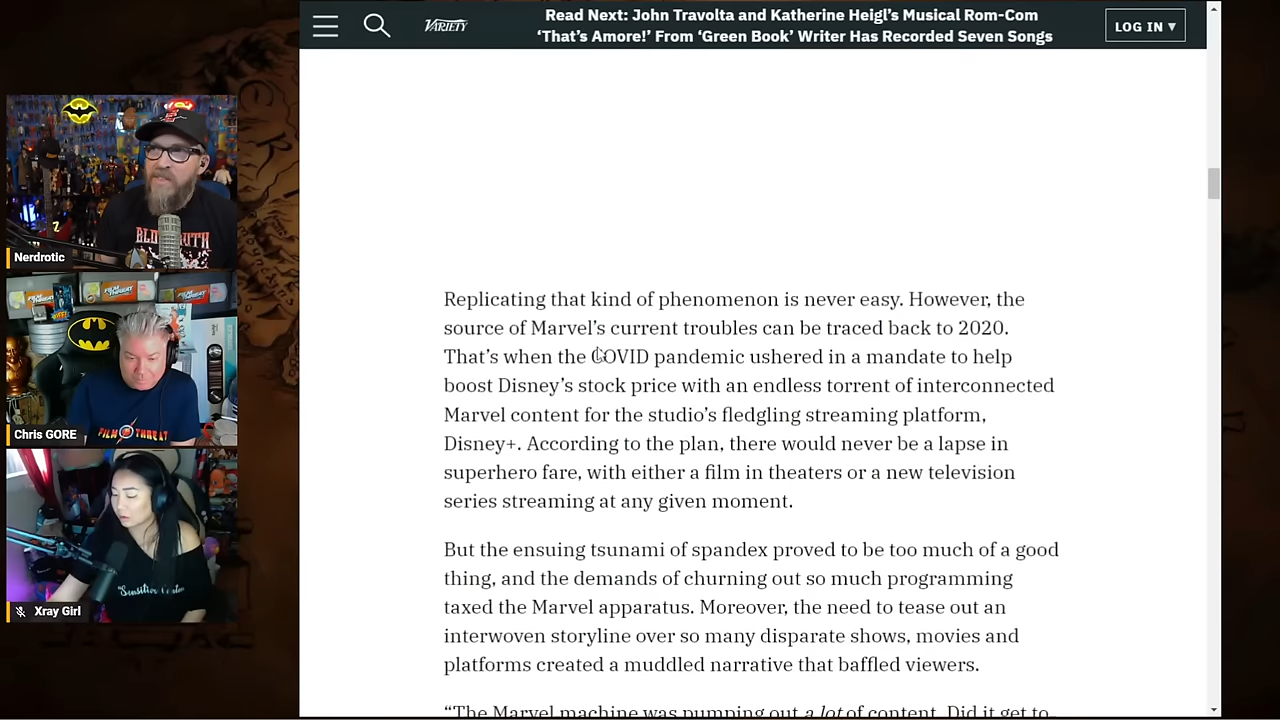 Read Next: John Travolta and Katherine Heigl's Musical Rom-Com
'That's Amore!' From 'Green Book' Writer Has Recorded Seven Songs
VARIETY
LOG IN ▾
Nerdrotic
FILM THREAT
Chris GORE
Xray Girl
Replicating that kind of phenomenon is never easy. However, the
source of Marvel's current troubles can be traced back to 2020.
That's when the COVID pandemic ushered in a mandate to help
boost Disney's stock price with an endless torrent of interconnected
Marvel content for the studio's fledgling streaming platform,
Disney+. According to the plan, there would never be a lapse in
superhero fare, with either a film in theaters or a new television
series streaming at any given moment.
But the ensuing tsunami of spandex proved to be too much of a good
thing, and the demands of churning out so much programming
taxed the Marvel apparatus. Moreover, the need to tease out an
interwoven storyline over so many disparate shows, movies and
platforms created a muddled narrative that baffled viewers.
"The Marvel machine was pumping out a lot of content. Did it get to